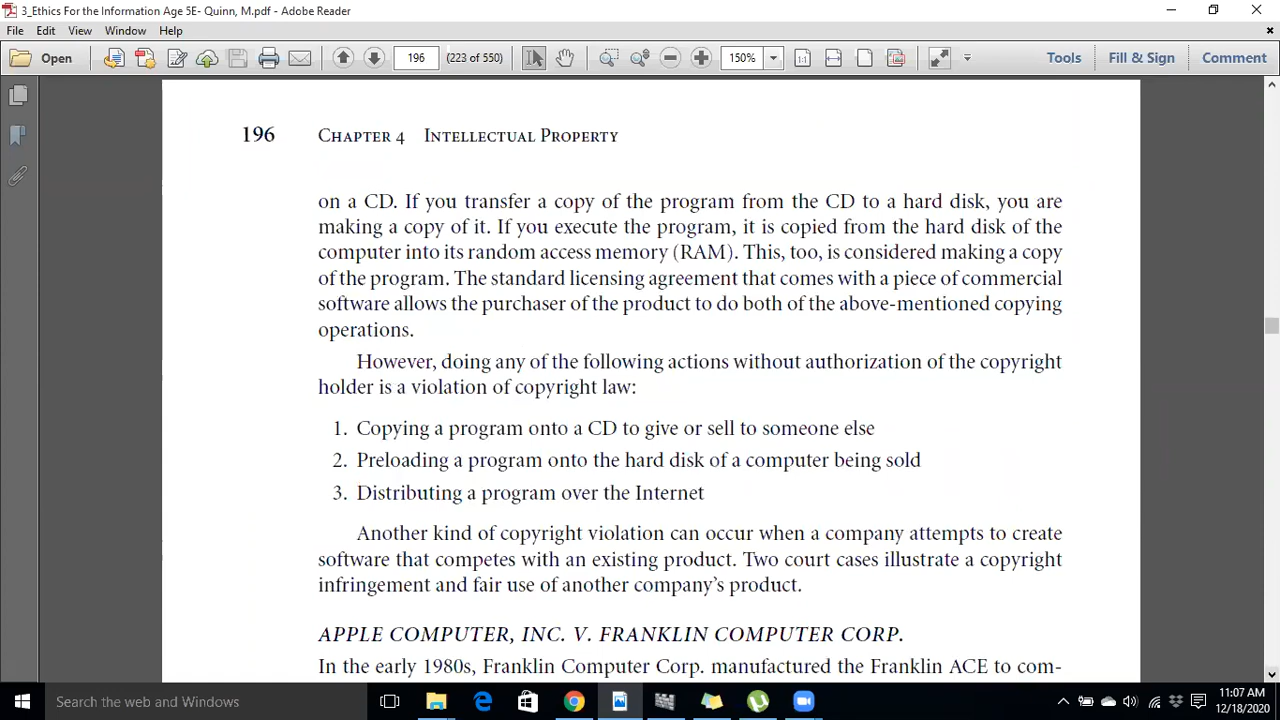 3_Ethics For the Information Age 5E- Quinn, M.pdf - Adobe Reader
File Edit View Window Help
Open 196 (223 of 550) 150% Tools Fill & Sign Comment
196 CHAPTER 4 INTELLECTUAL PROPERTY
on a CD. If you transfer a copy of the program from the CD to a hard disk, you are
making a copy of it. If you execute the program, it is copied from the hard disk of the
computer into its random access memory (RAM). This, too, is considered making a copy
of the program. The standard licensing agreement that comes with a piece of commercial
software allows the purchaser of the product to do both of the above-mentioned copying
operations.
However, doing any of the following actions without authorization of the copyright
holder is a violation of copyright law:
1. Copying a program onto a CD to give or sell to someone else
2. Preloading a program onto the hard disk of a computer being sold
3. Distributing a program over the Internet
Another kind of copyright violation can occur when a company attempts to create
software that competes with an existing product. Two court cases illustrate a copyright
infringement and fair use of another company's product.
APPLE COMPUTER, INC. V. FRANKLIN COMPUTER CORP.
In the early 1980s, Franklin Computer Corp. manufactured the Franklin ACE to com-
Search the web and Windows
11:07 AM
12/18/2020